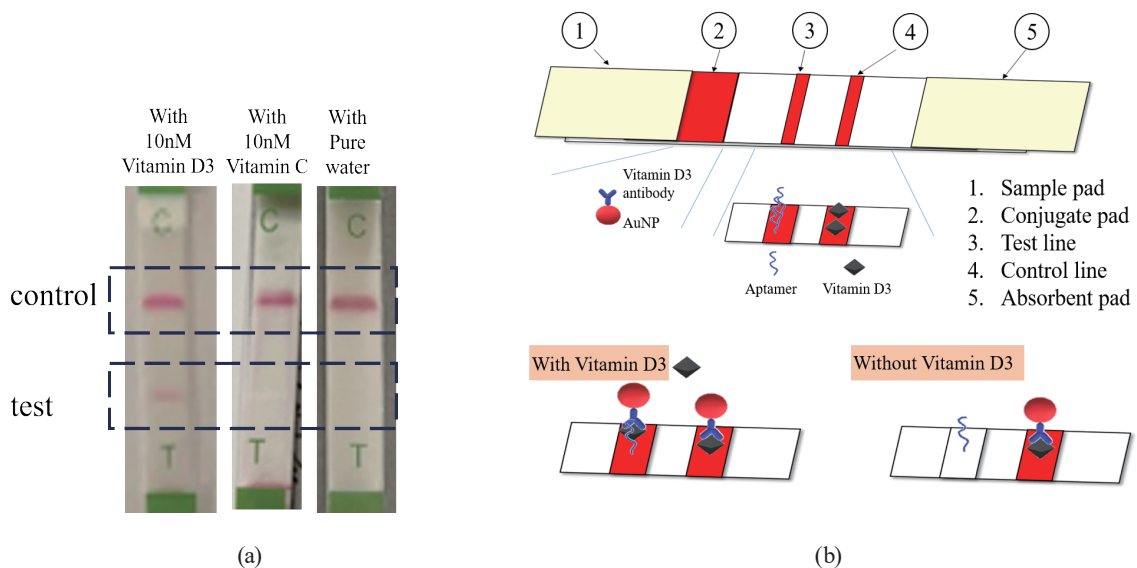 With
10nM
Vitamin D3
With
10nM
Vitamin C
With
Pure
water
C
C
C
control
test
T
T
T
(a)
1
2
3
4
5
Vitamin D3
antibody
AuNP
Aptamer
Vitamin D3
1. Sample pad
2. Conjugate pad
3. Test line
4. Control line
5. Absorbent pad
With Vitamin D3
Without Vitamin D3
(b)